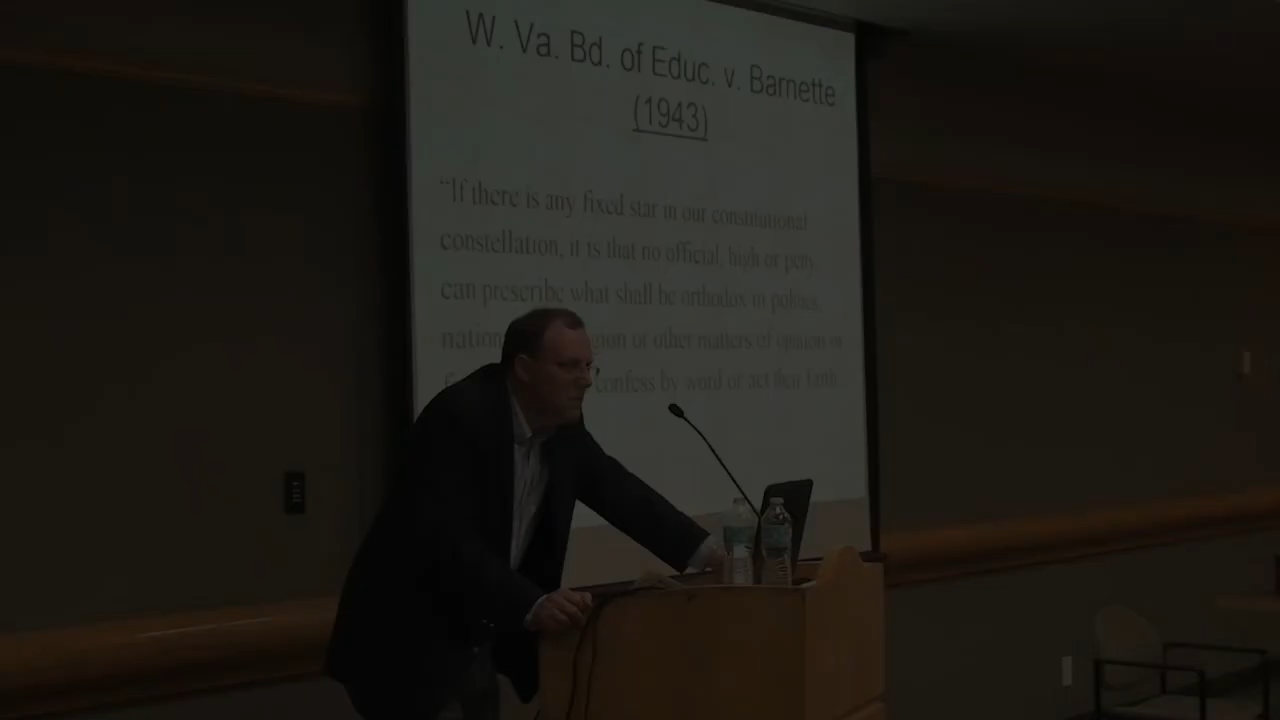 W. Va. Bd. of Educ. v. Barnette
(1943)
“If there is any fixed star in our constitutional
constellation, it is that no official, high or petty,
can prescribe what shall be orthodox in politics,
nation gion or other matters of opinion or
confess by word or act their faith